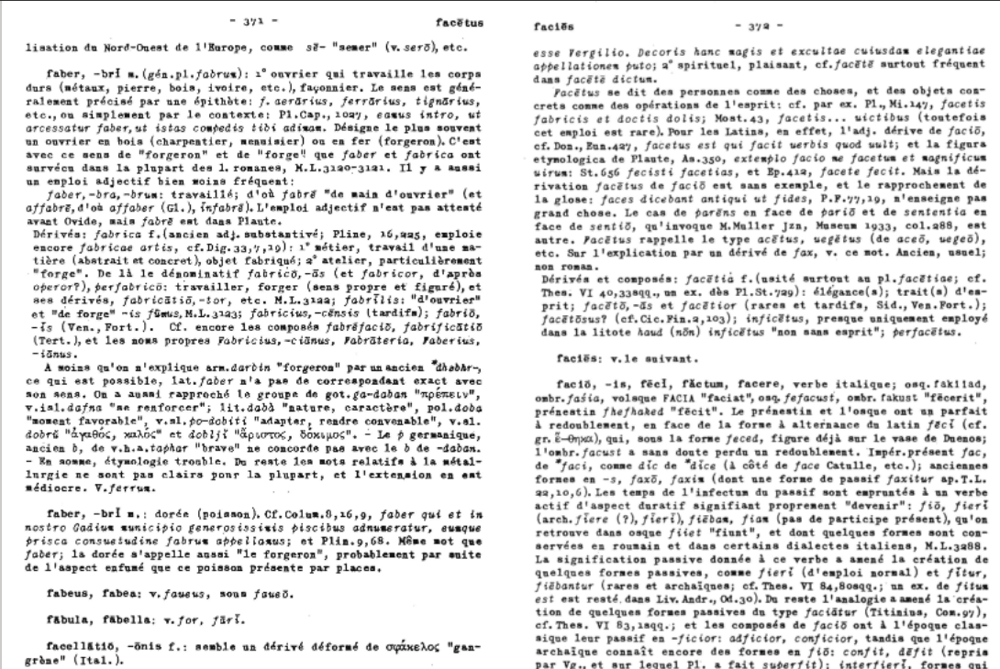 - 371 - facētus
lisation du Nord-Ouest de l'Europe, comme sē- "semer" (v. serō), etc.
faber, -brī m. (gén.pl.fabrum): 1° ouvrier qui travaille les corps
durs (métaux, pierre, bois, ivoire, etc.), façonnier. Le sens est géné-
ralement précisé par une épithète: f. aerārius, ferrārius, tignārius,
etc., ou simplement par le contexte: Pl.Cap., 1027, eamus intro, ut
arcessatur faber, ut istas compedis tibi adimam. Désigne le plus souvent
un ouvrier en bois (charpentier, menuisier) ou en fer (forgeron). C'est
avec ce sens de "forgeron" et de "forge" que faber et fabrica ont
survécu dans la plupart des l. romanes, M.L.3120-3121. Il y a aussi
un emploi adjectif bien moins fréquent:
faber, -bra, -brum: travaillé; d'où fabrē "de main d'ouvrier" (et
affabrē, d'où affaber (Gl.), infabrē). L'emploi adjectif n'est pas attesté
avant Ovide, mais fabrē est dans Plaute.
Dérivés: fabrica f. (ancien adj. substantivé; Pline, 16,225, emploie
encore fabricae artis, cf.Dig.33,7,19): 1° métier, travail d'une ma-
tière (abstrait et concret), objet fabriqué; 2° atelier, particulièrement
"forge". De là le dénominatif fabricō, -ās (et fabricor, d'après
operor?), perfabricō: travailler, forger (sens propre et figuré), et
ses dérivés, fabricātiō, -tor, etc. M.L.3122; fabrīlis: "d'ouvrier"
et "de forge" -is fūmus, M.L.3123; fabricius, -cēnsis (tardifs); fabriō,
-īs (Ven., Fort.). Cf. encore les composés fabrēfaciō, fabrificātiō
(Tert.), et les noms propres Fabricius, -ciānus, Fabrāteria, Faberius,
-iānus.
A moins qu'on n'explique arm.darbin "forgeron" par un ancien *dhabhr-,
ce qui est possible, lat.faber n'a pas de correspondant exact avec
son sens. On a aussi rapproché le groupe de got.ga-daban "πρέπειν",
v.isl.dafna "se renforcer"; lit.dabà "nature, caractère", pol.doba
"moment favorable", v.sl.po-dobiti "adapter, rendre convenable", v.sl.
dobrŭ "ἀγαθός, καλός" et dobljĭ "ἄριστος, δόκιμος". - Le p germanique,
ancien b, de v.h.a.taphar "brave" ne concorde pas avec le b de -daban.
- En somme, étymologie trouble. Du reste les mots relatifs à la métal-
lurgie ne sont pas clairs pour la plupart, et l'extension en est
médiocre. V.ferrum.
faber, -brī m.: dorée (poisson). Cf.Colum.8,16,9, faber qui et in
nostro Gadium municipio generosissimis piscibus adnumeratur, eumque
prisca consuetudine fabrum appellamus; et Plin.9,68. Même mot que
faber; la dorée s'appelle aussi "le forgeron", probablement par suite
de l'aspect enfumé que ce poisson présente par places.
fabeus, fabea: v.faueus, sous faueō.
fābula, fābella: v.for, fārī.
facellātiō, -ōnis f.: semble un dérivé déformé de σφάκελος "gan-
grène" (Ital.).
faciēs - 372 -
esse Vergilio. Decoris hanc magis et excultae cuiusdam elegantiae
appellationem puto; 2° spirituel, plaisant, cf.facētē surtout fréquent
dans facētē dictum.
Facētus se dit des personnes comme des choses, et des objets con-
crets comme des opérations de l'esprit: cf. par ex. Pl., Mi.147, facetis
fabricis et doctis dolis; Most.43, facetis... uictibus (toutefois
cet emploi est rare). Pour les Latins, en effet, l'adj. dérive de faciō,
cf. Don., Eun.427, facetus est qui facit uerbis quod uult; et la figura
etymologica de Plaute, As.350, extemplo facio me facetum et magnificum
uirum: St.656 fecisti facetias, et Ep.412, facete fecit. Mais la dé-
rivation facētus de faciō est sans exemple, et le rapprochement de
la glose: faces dicebant antiqui ut fides, P.F.77,19, n'enseigne pas
grand chose. Le cas de parēns en face de pariō et de sententia en
face de sentiō, qu'invoque M.Muller jzn, Museum 1933, col.288, est
autre. Facētus rappelle le type acētus, uegētus (de aceō, uegeō),
etc. Sur l'explication par un dérivé de fax, v. ce mot. Ancien, usuel;
non roman.
Dérivés et composés: facētia f. (usité surtout au pl.facētiae; cf.
Thes. VI 40,33sqq., un ex. dès Pl.St.729): élégance(s); trait(s) d'es-
prit; facētō, -ās et facētior (rares et tardifs, Sid., Ven.Fort.);
facētōsus? (cf.Cic.Fin.2,103); inficētus, presque uniquement employé
dans la litote haud (nōn) inficētus "non sans esprit"; perfacētus.
faciēs: v.le suivant.
faciō, -is, fēcī, făctum, facere, verbe italique; osq.fakiiad,
ombr.fašia, volsque FACIA "faciat", osq. fefacust, ombr. fakust "fēcerit",
prénestin fhefhaked "fēcit". Le prénestin et l'osque ont un parfait
à redoublement, en face de la forme à alternance du latin fēcī (cf.
gr. ἔ-θηκα), qui, sous la forme feced, figure déjà sur le vase de Duenos;
l'ombr.facust a sans doute perdu un redoublement. Impér.présent fac,
de *faci, comme dīc de *dīce (à côté de face Catulle, etc.); anciennes
formes en -s, faxō, faxim (dont une forme de passif faxitur ap.T.L.
22,10,6). Les temps de l'infectum du passif sont empruntés à un verbe
actif d'aspect duratif signifiant proprement "devenir": fīō, fierī
(arch.fiere (?), fīerī), fīēbam, fīam (pas de participe présent), qu'on
retrouve dans osque fiiet "fiunt", et dont quelques formes sont con-
servées en roumain et dans certains dialectes italiens, M.L.3288.
La signification passive donnée à ce verbe a amené la création de
quelques formes passives, comme fierī (d'emploi normal) et fītur,
fiēbantur (rares et archaïques; cf. Thes. VI 84,80sqq.; un ex. de fitum
est est resté dans Liv. Andr., Od.30). Du reste l'analogie a amené la créa-
tion de quelques formes passives du type faciātur (Titinius, Com.97),
cf. Thes. VI 83,1sqq.; et les composés de faciō ont à l'époque clas-
sique leur passif en -ficior: adficior, conficior, tandis que l'époque
archaïque connaît encore des formes en fīō: confit, dēfit (repris
par Vg., et sur lequel Pl. a fait superfit); interfierī, formes qui